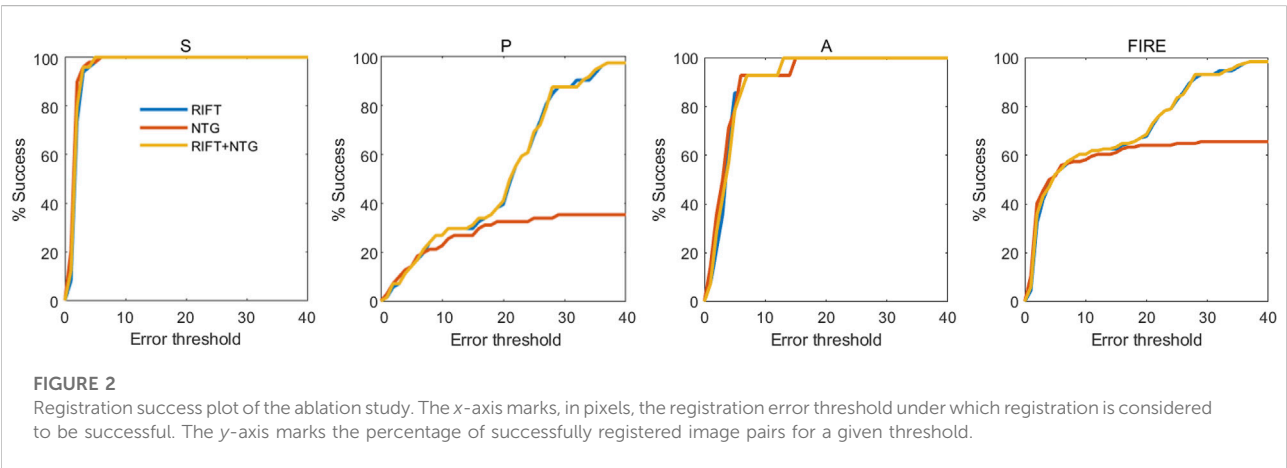 S
P
A
FIRE
100
80
60
40
20
0
% Success
RIFT
NTG
RIFT+NTG
0 10 20 30 40
Error threshold
100
80
60
40
20
0
% Success
0 10 20 30 40
Error threshold
100
80
60
40
20
0
% Success
0 10 20 30 40
Error threshold
100
80
60
40
20
0
% Success
0 10 20 30 40
Error threshold
FIGURE 2
Registration success plot of the ablation study. The x-axis marks, in pixels, the registration error threshold under which registration is considered
to be successful. The y-axis marks the percentage of successfully registered image pairs for a given threshold.